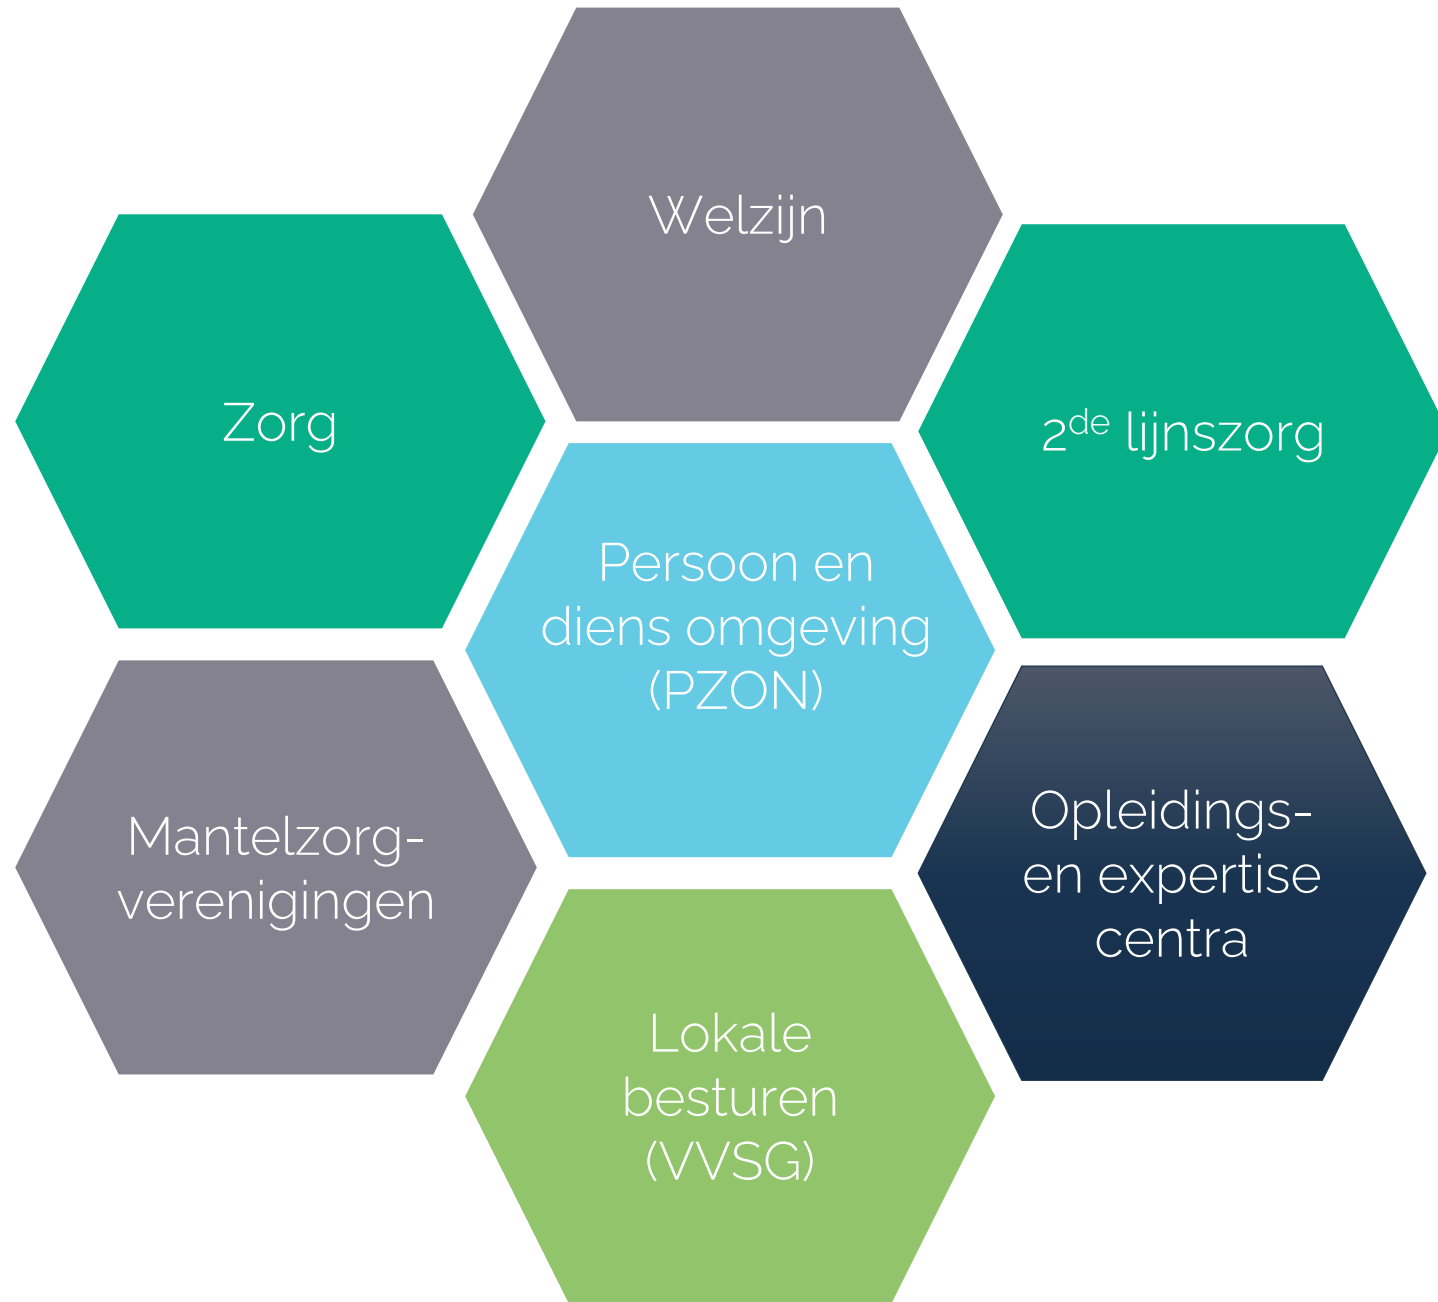 Welzijn
Zorg
2de lijnszorg
Persoon en
diens omgeving
(PZON)
Mantelzorg-
verenigingen
Opleidings-
en expertise
centra
Lokale
besturen
(VVSG)